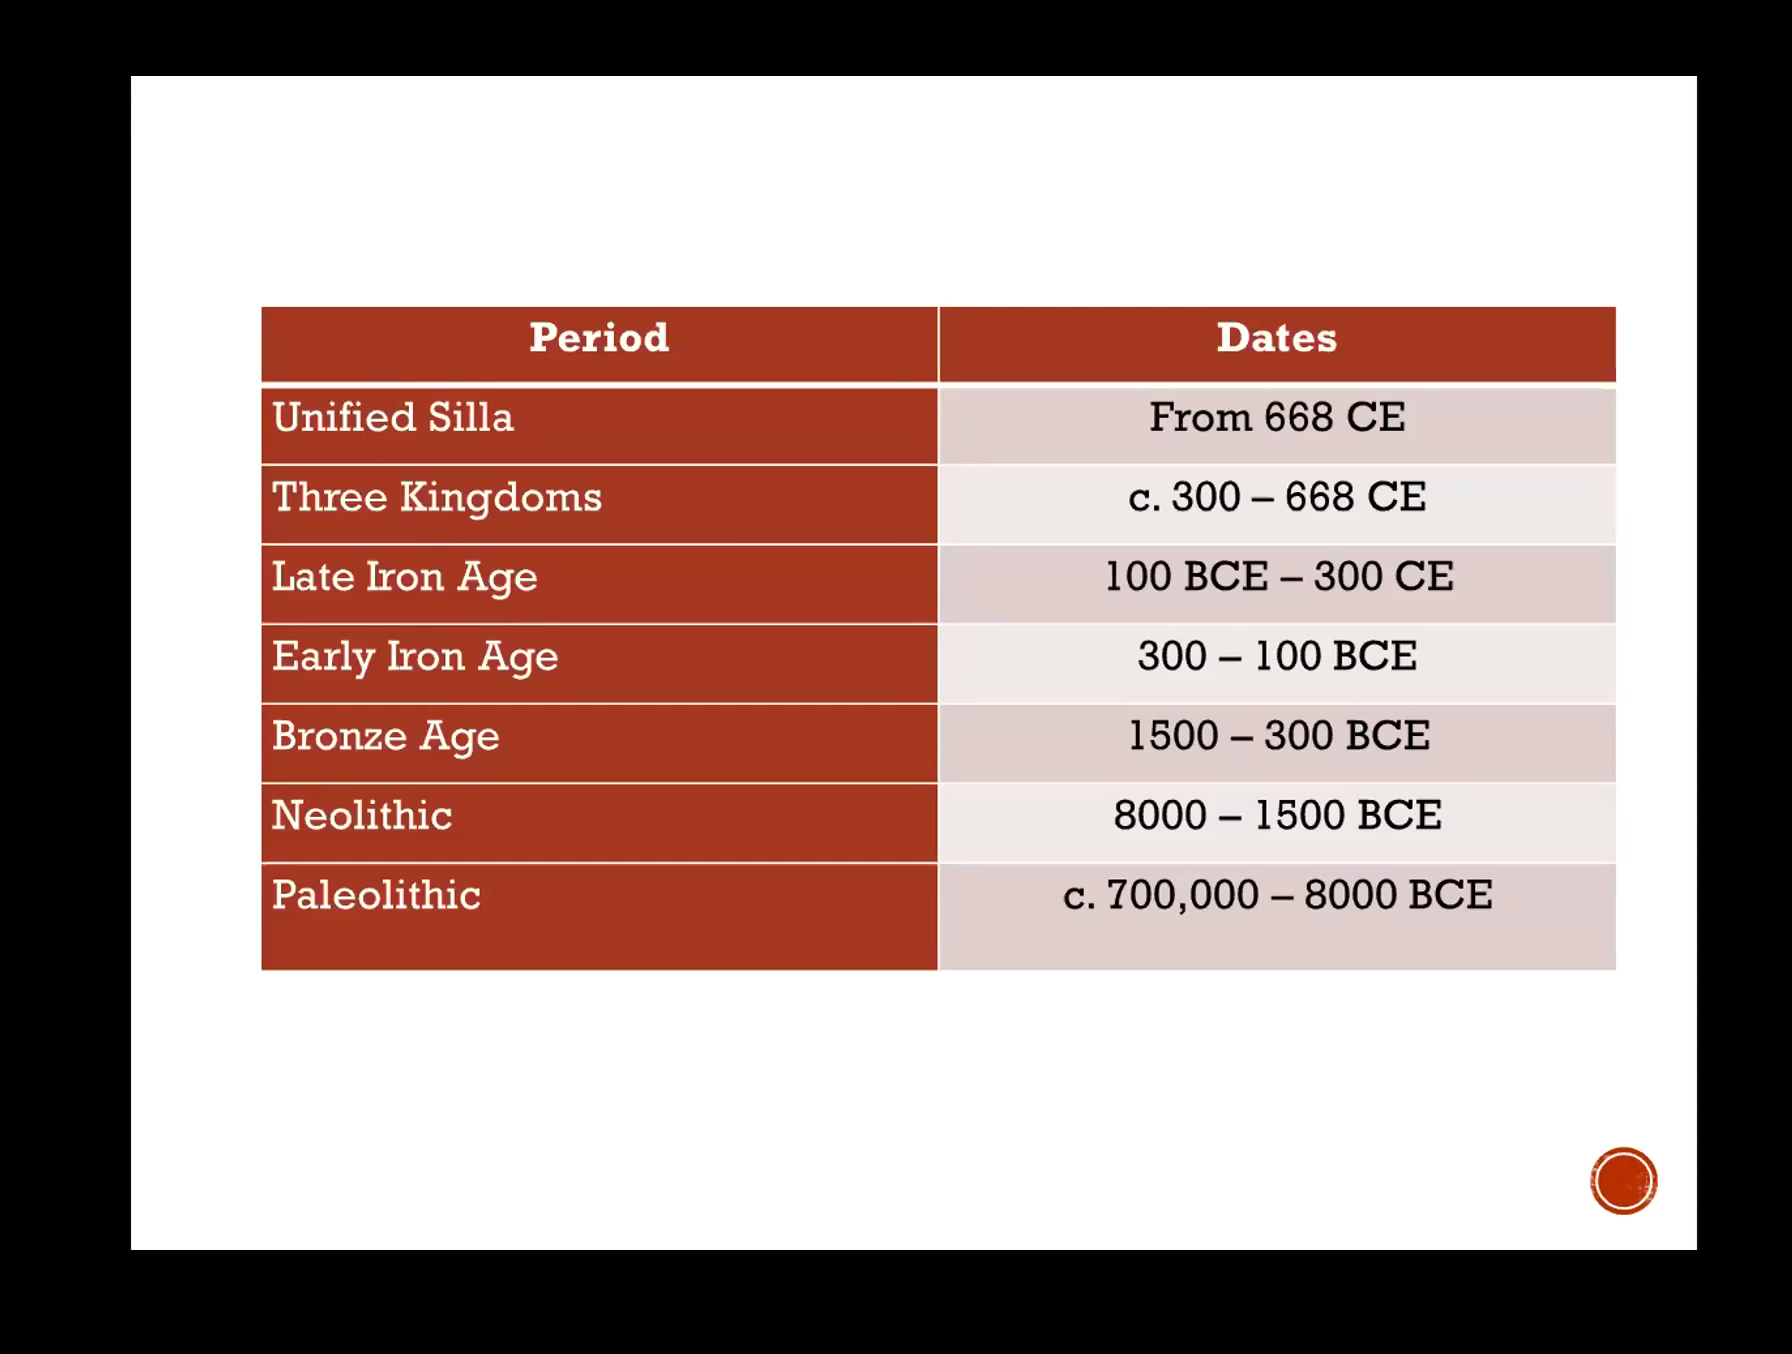 Period Dates
Unified Silla From 668 CE
Three Kingdoms c. 300 – 668 CE
Late Iron Age 100 BCE – 300 CE
Early Iron Age 300 – 100 BCE
Bronze Age 1500 – 300 BCE
Neolithic 8000 – 1500 BCE
Paleolithic c. 700,000 – 8000 BCE